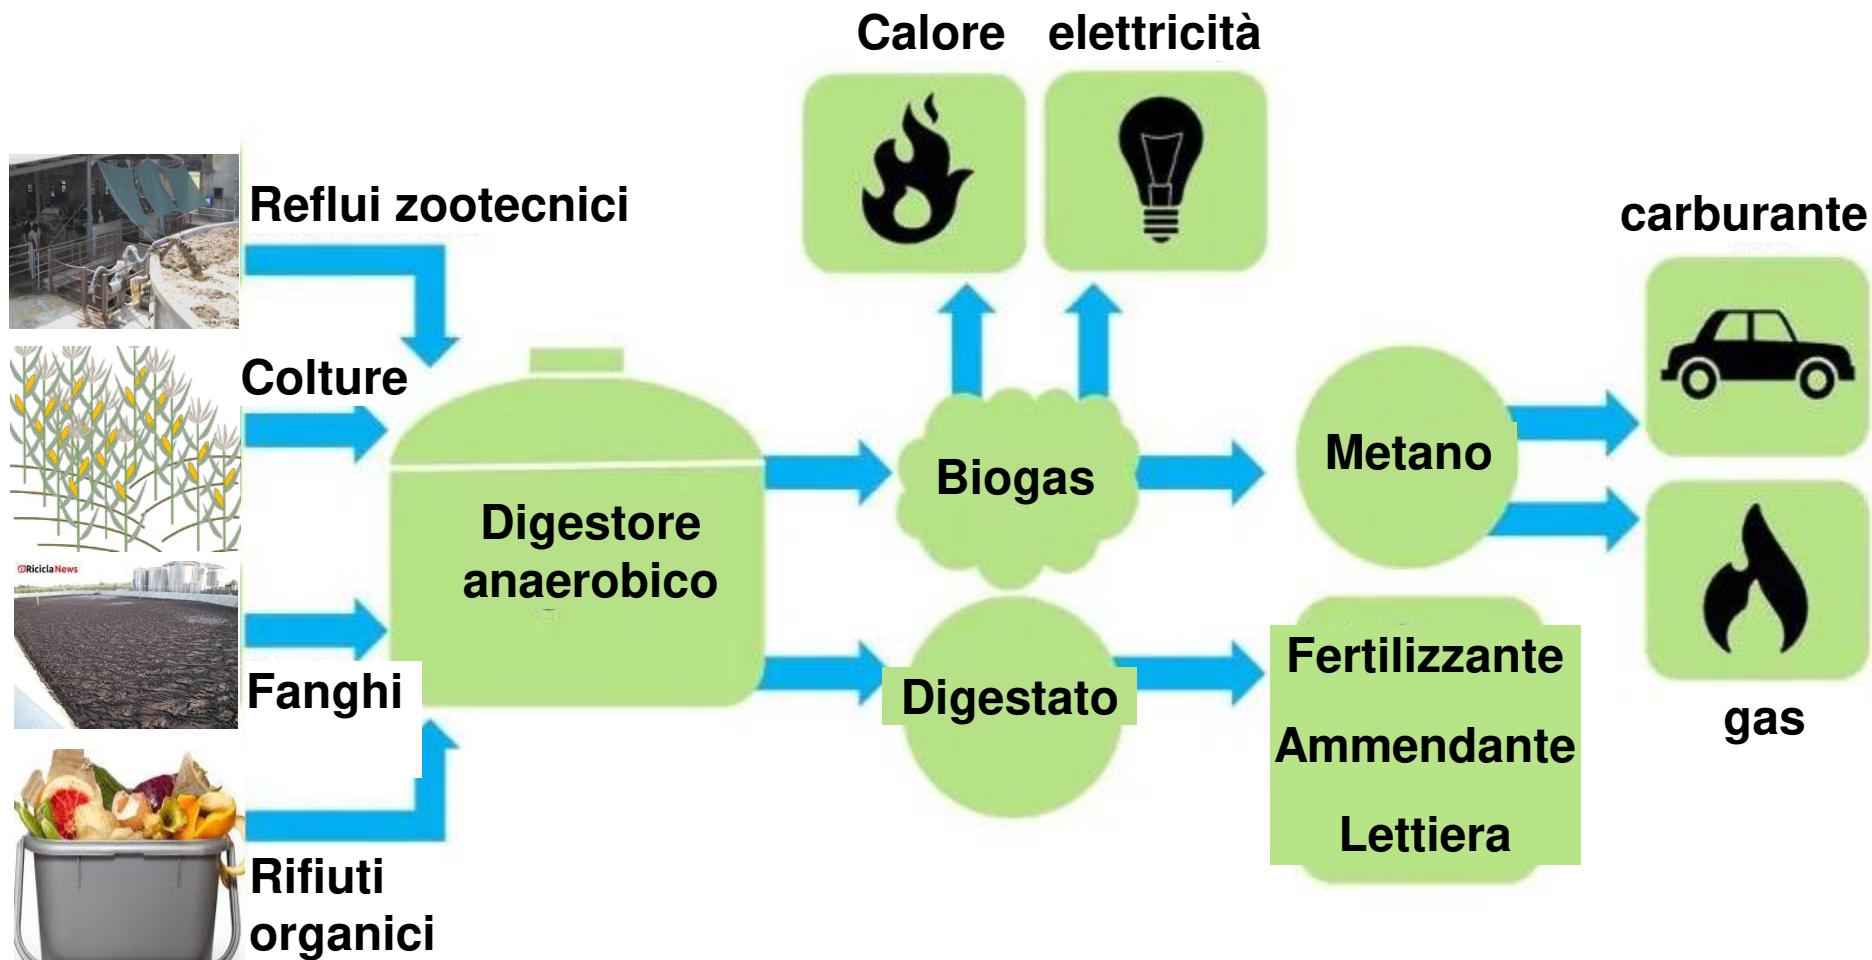 Calore elettricità
Reflui zootecnici
carburante
Colture
Metano
Biogas
Digestore
anaerobico
RiciclaNews
Fanghi
Digestato
Fertilizzante
Ammendante
Lettiera
gas
Rifiuti
organici